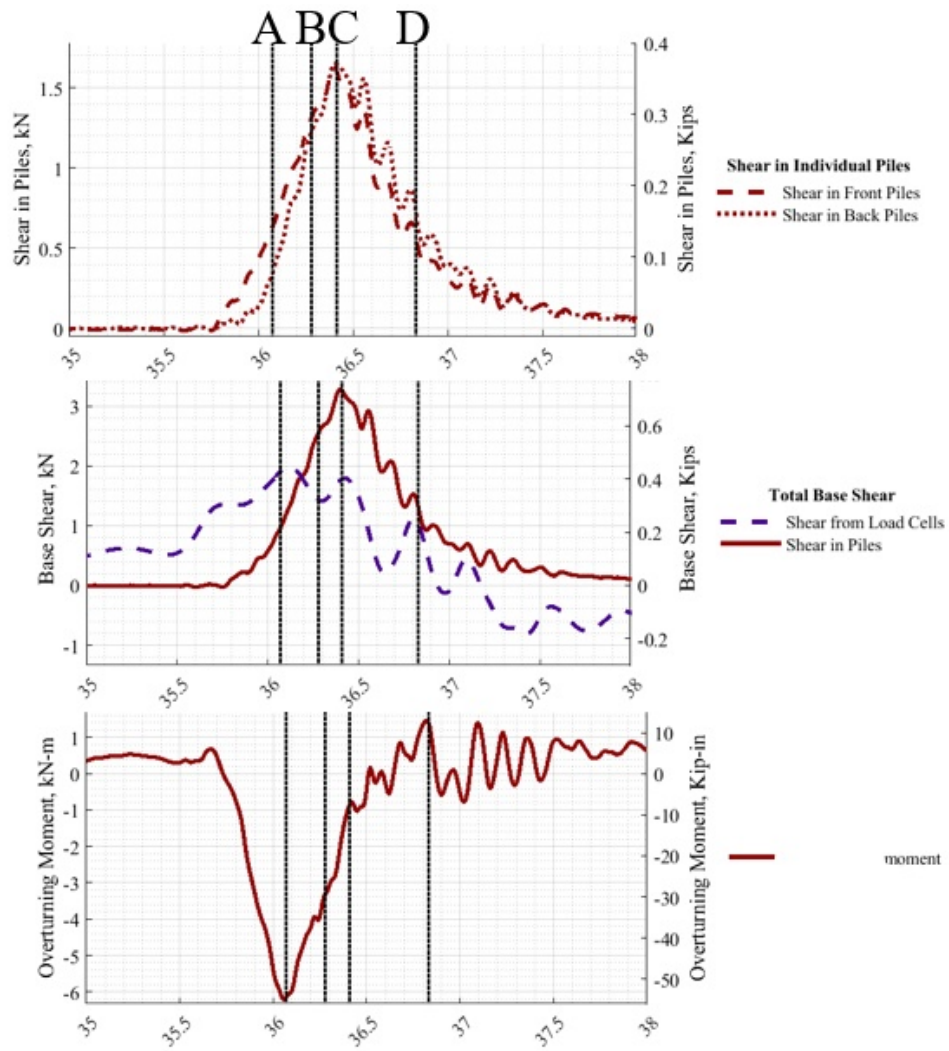 A B C D
Shear in Piles, kN
1.5
1
0.5
0
0.4
0.3
0.2
0.1
0
Shear in Piles, Kips
35 35.5 36 36.5 37 37.5 38
Shear in Individual Piles
Shear in Front Piles
Shear in Back Piles
Base Shear, kN
3
2
1
0
-1
0.6
0.4
0.2
0
-0.2
Base Shear, Kips
35 35.5 36 36.5 37 37.5 38
Total Base Shear
Shear from Load Cells
Shear in Piles
Overturning Moment, kN-m
1
0
-1
-2
-3
-4
-5
-6
10
0
-10
-20
-30
-40
-50
Overturning Moment, Kip-in
35 35.5 36 36.5 37 37.5 38
moment